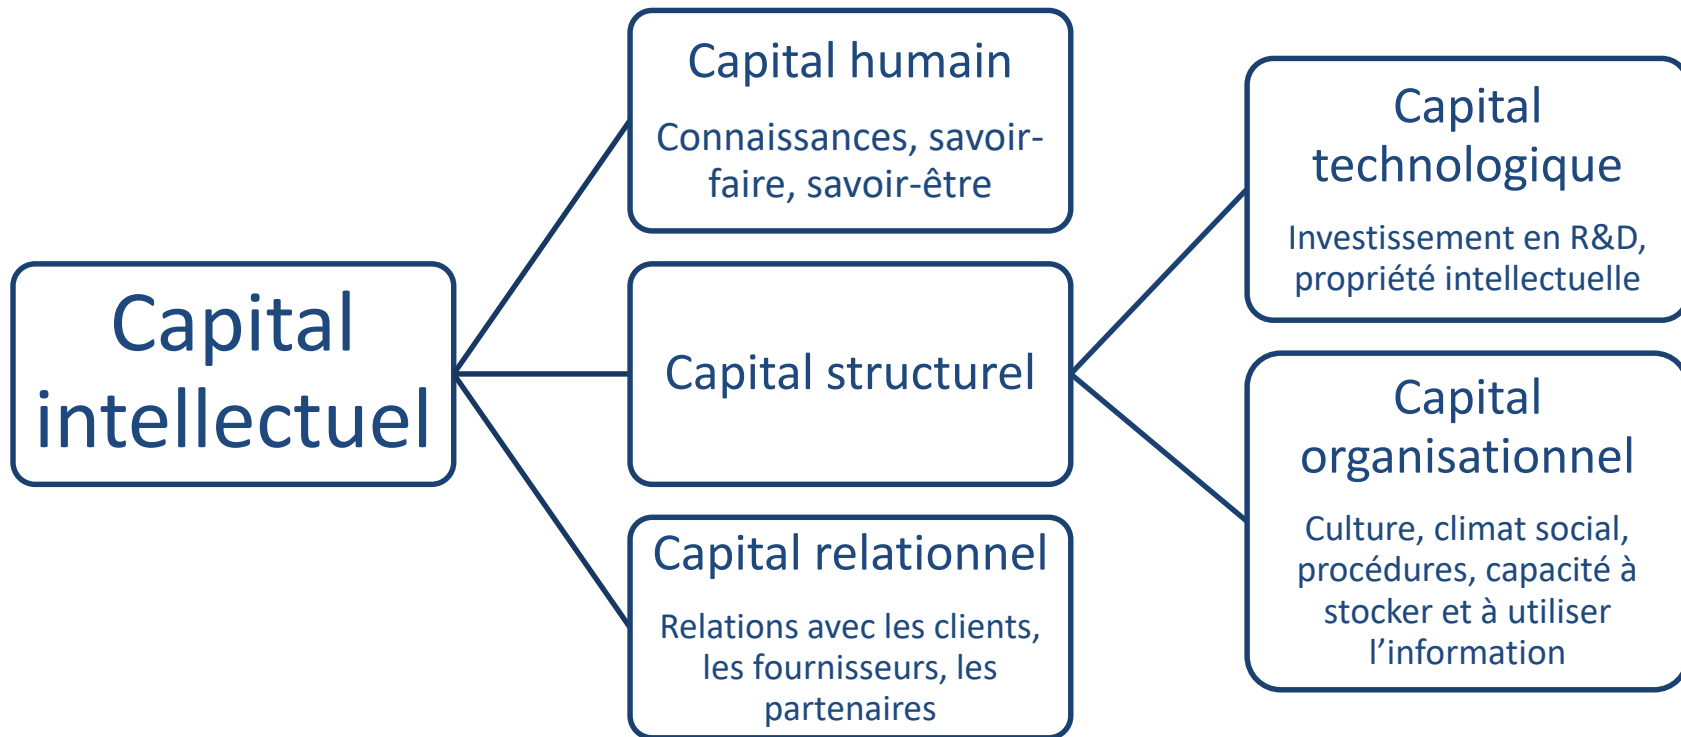 Capital
intellectuel
Capital humain
Connaissances, savoir-
faire, savoir-être
Capital structurel
Capital relationnel
Relations avec les clients,
les fournisseurs, les
partenaires
Capital
technologique
Investissement en R&D,
propriété intellectuelle
Capital
organisationnel
Culture, climat social,
procédures, capacité à
stocker et à utiliser
l’information